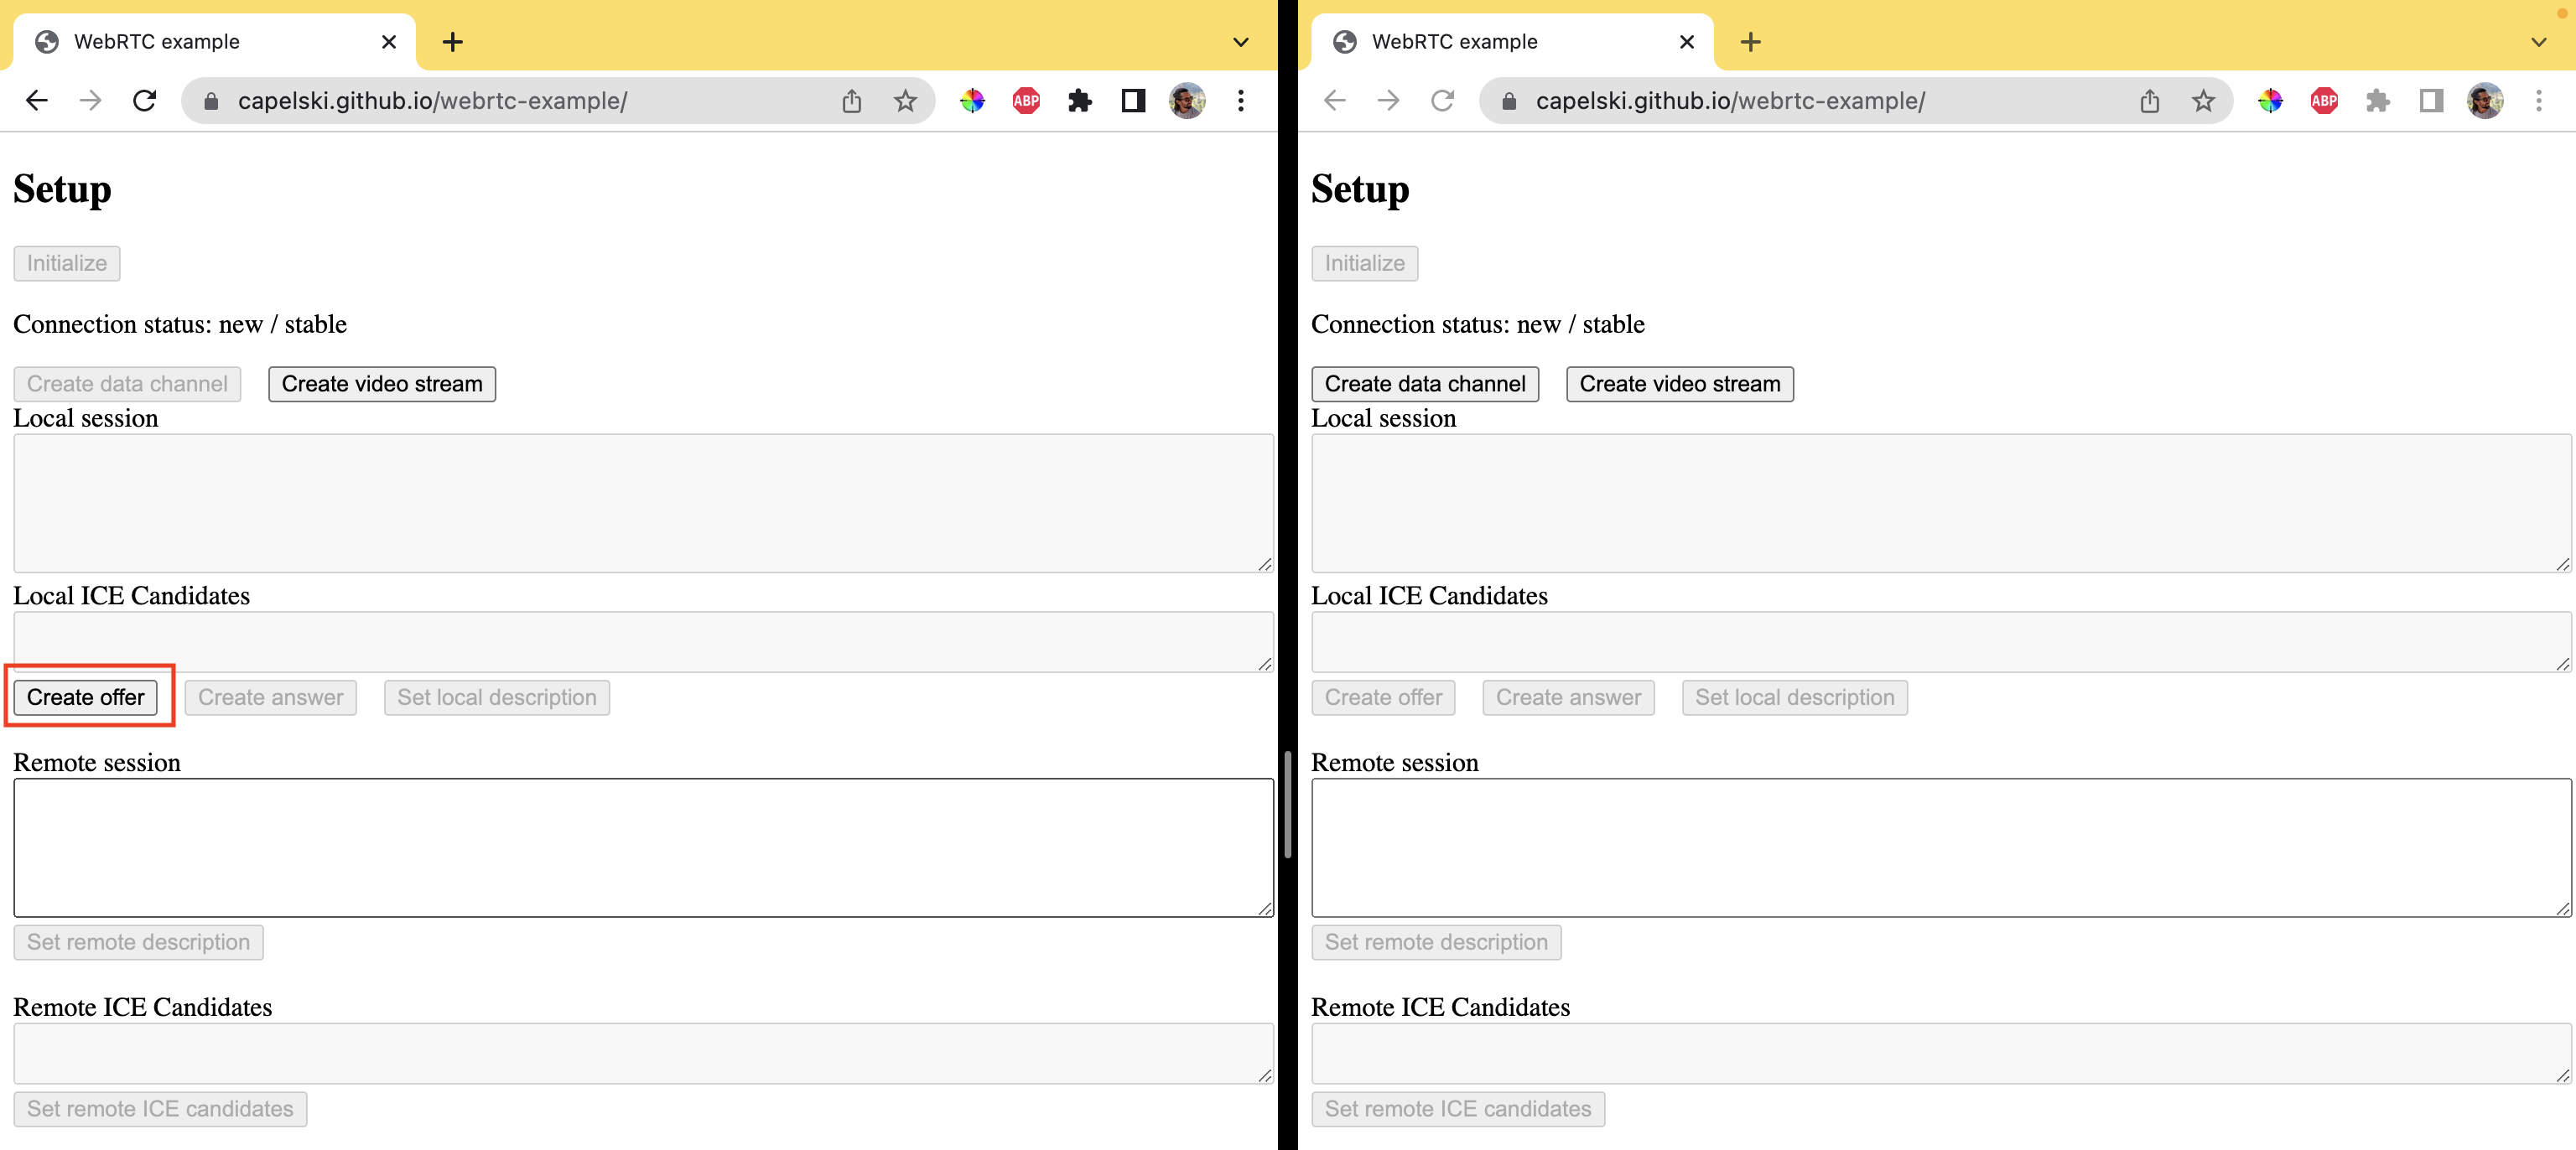 WebRTC example
capelski.github.io/webrtc-example/
ABP
Setup
Initialize
Connection status: new / stable
Create data channel Create video stream
Local session
Local ICE Candidates
Create offer Create answer Set local description
Remote session
Set remote description
Remote ICE Candidates
Set remote ICE candidates
WebRTC example
capelski.github.io/webrtc-example/
ABP
Setup
Initialize
Connection status: new / stable
Create data channel Create video stream
Local session
Local ICE Candidates
Create offer Create answer Set local description
Remote session
Set remote description
Remote ICE Candidates
Set remote ICE candidates